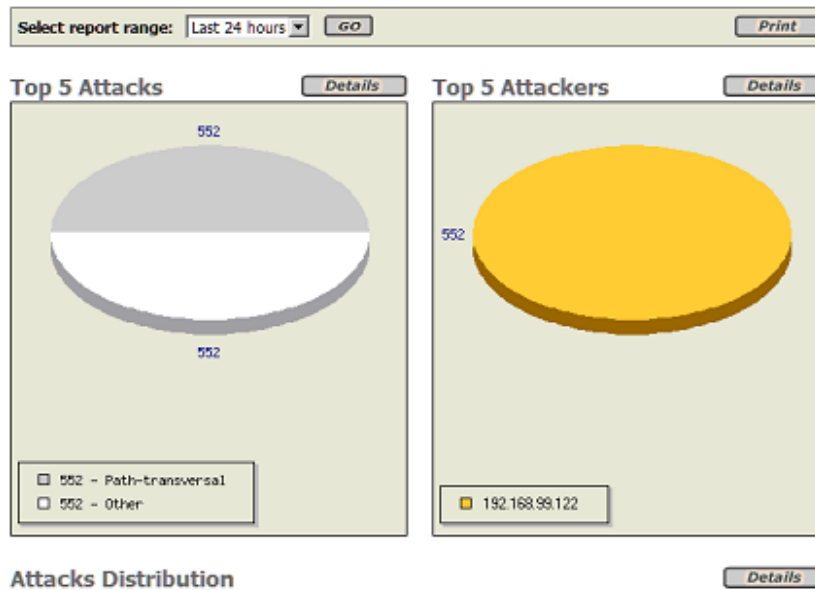 Select report range: Last 24 hours GO Print
Top 5 Attacks Details
552
552
552 - Path-transversal
552 - Other
Top 5 Attackers Details
552
192.168.99.122
Attacks Distribution Details